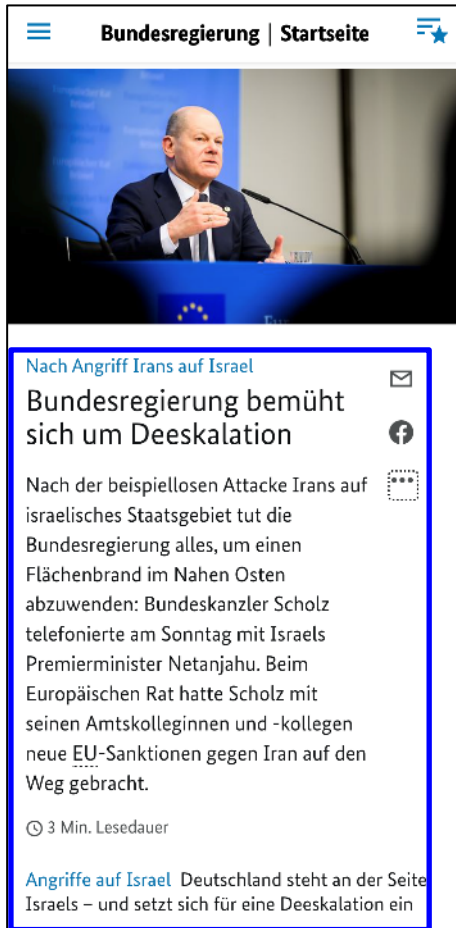 Bundesregierung | Startseite
Nach Angriff Irans auf Israel
Bundesregierung bemüht
sich um Deeskalation
Nach der beispiellosen Attacke Irans auf
israelisches Staatsgebiet tut die
Bundesregierung alles, um einen
Flächenbrand im Nahen Osten
abzuwenden: Bundeskanzler Scholz
telefonierte am Sonntag mit Israels
Premierminister Netanjahu. Beim
Europäischen Rat hatte Scholz mit
seinen Amtskolleginnen und -kollegen
neue EU-Sanktionen gegen Iran auf den
Weg gebracht.
3 Min. Lesedauer
Angriffe auf Israel Deutschland steht an der Seite
Israels – und setzt sich für eine Deeskalation ein